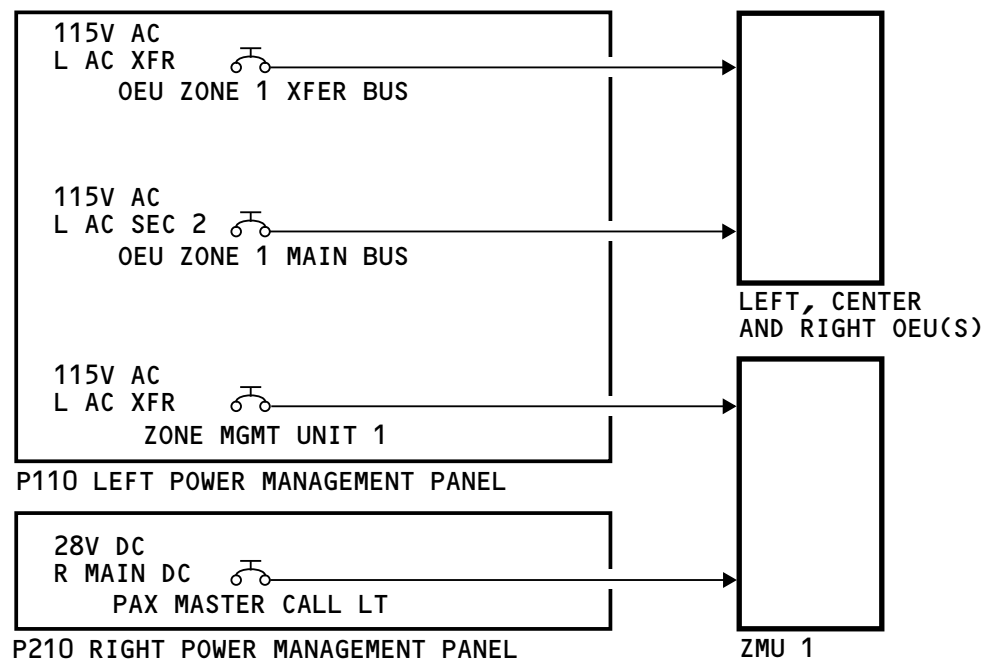 115V AC
L AC XFR
OEU ZONE 1 XFER BUS
115V AC
L AC SEC 2
OEU ZONE 1 MAIN BUS
LEFT, CENTER
AND RIGHT OEU(S)
115V AC
L AC XFR
ZONE MGMT UNIT 1
P110 LEFT POWER MANAGEMENT PANEL
28V DC
R MAIN DC
PAX MASTER CALL LT
P210 RIGHT POWER MANAGEMENT PANEL
ZMU 1